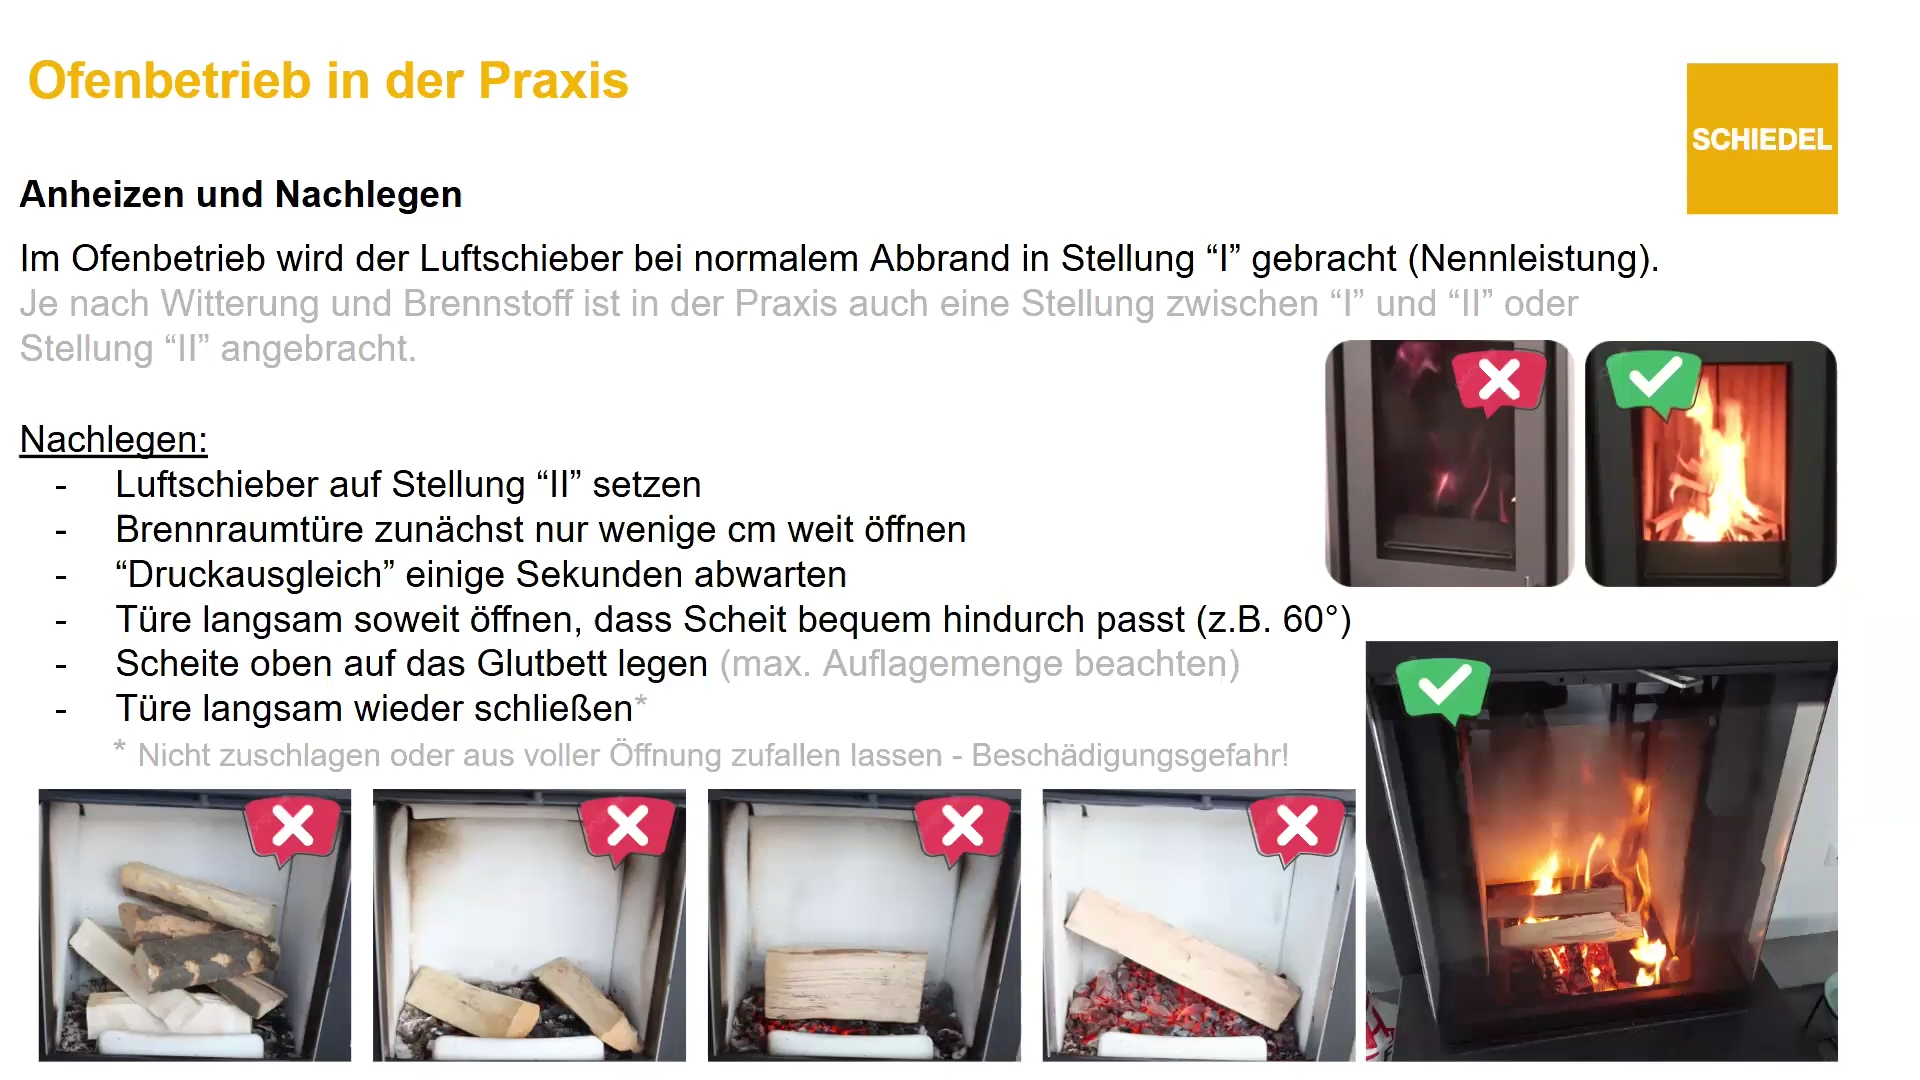 Ofenbetrieb in der Praxis
SCHIEDEL
Anheizen und Nachlegen
Im Ofenbetrieb wird der Luftschieber bei normalem Abbrand in Stellung “I” gebracht (Nennleistung).
Je nach Witterung und Brennstoff ist in der Praxis auch eine Stellung zwischen “I” und “II” oder
Stellung “II” angebracht.
Nachlegen:
- Luftschieber auf Stellung “II” setzen
- Brennraumtüre zunächst nur wenige cm weit öffnen
- “Druckausgleich” einige Sekunden abwarten
- Türe langsam soweit öffnen, dass Scheit bequem hindurch passt (z.B. 60°)
- Scheite oben auf das Glutbett legen (max. Auflagemenge beachten)
- Türe langsam wieder schließen*
* Nicht zuschlagen oder aus voller Öffnung zufallen lassen - Beschädigungsgefahr!